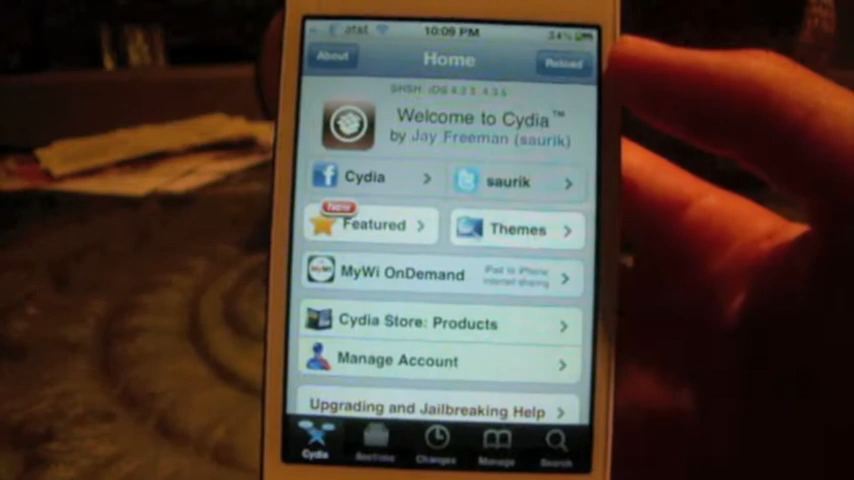 at&t 10:09 PM 34%
About Home Reload
SHSH: iOS 4.3.3, 4.3.5
Welcome to Cydia™
by Jay Freeman (saurik)
Cydia
saurik
New
Featured
Themes
MyWi OnDemand
iPad to iPhone
internet sharing
Cydia Store: Products
Manage Account
Upgrading and Jailbreaking Help
Cydia Sections Changes Manage Search